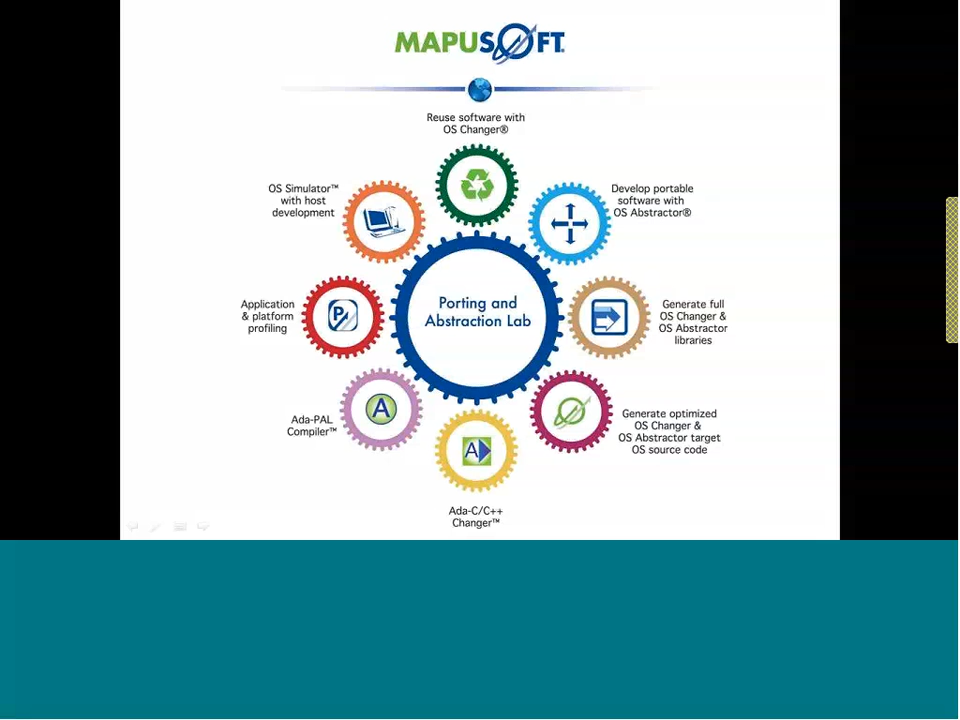 MAPUSOFT
Reuse software with
OS Changer®
OS Simulator™
with host
development
Develop portable
software with
OS Abstractor®
Application
& platform
profiling
Porting and
Abstraction Lab
Generate full
OS Changer &
OS Abstractor
libraries
Ada-PAL
Compiler™
Generate optimized
OS Changer &
OS Abstractor target
OS source code
Ada-C/C++
Changer™